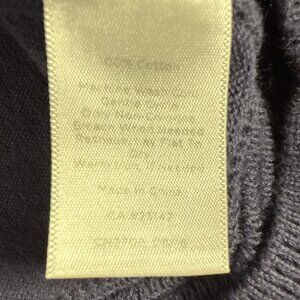 100% Cotton
Machine Wash Cold
Gentle Cycle
Only Non-Chlorine
Bleach When Needed
Reshape, Lay Flat To
Dry
Warm Iron If Needed
Made In China
CA #23147